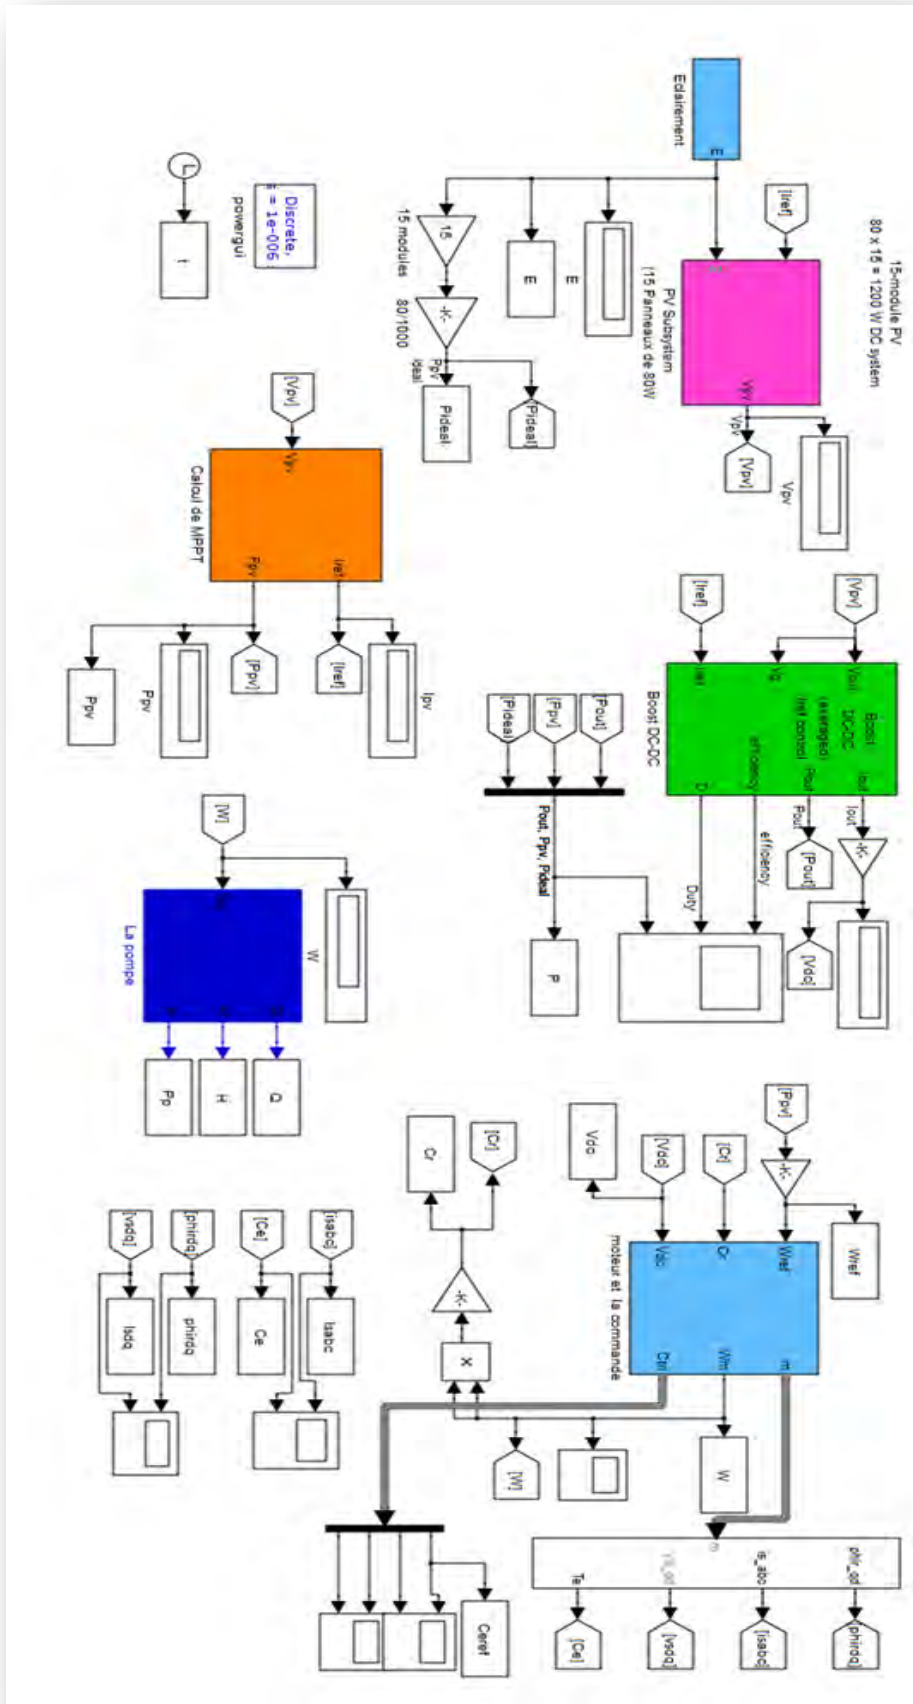 15-module PV
80 x 15 = 1200 W DC system
[Iref]
Eclairement
E
Vpv
PV Subsystem
(15 Panneaux de 80W
Vpv
[Vpv]
Vpv
E
E
15
15 modules
-K-
80/1000
Ppv
Ideal
[Pideal]
Pideal
Discrete,
s = 1e-006
powergui
t
[Vpv]
Vpv
Iref
Ppv
Calcul de MPPT
[Iref]
Ipv
[Ppv]
Ppv
Ppv
[Vpv]
[Iref]
Vg
Iref
Boost
DC-DC
(averaged)
Iref control)
Iout
Pout
efficiency
D
Boost DC-DC
Iout
-K-
[Vdc]
Pout
[Pout]
efficiency
Duty
[Pout]
[Ppv]
[Pideal]
Pout, Ppv, Pideal
P
[W]
W
La pompe
Q
H
Pp
[Ppv]
-K-
Wref
[Cr]
[Vdc]
Vdc
Wref
Cr
Vdc
m
Wm
moteur et la commande
W
[W]
X
-K-
[Cr]
Cr
m
phir_qd
is_abc
Te
[phirdq]
[isabc]
[vsdq]
[Ce]
Ceref
[isabc]
Isabc
[Ce]
Ce
[phirdq]
phirdq
[vsdq]
Isdq